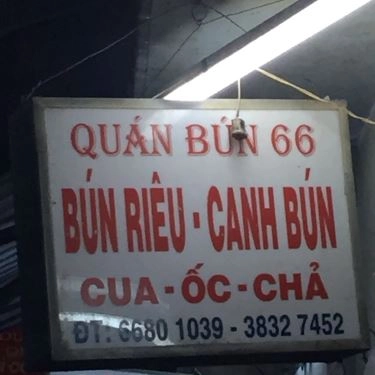 QUÁN BÚN 66
BÚN RIÊU - CANH BÚN
CUA - ỐC - CHẢ
ĐT: 6680 1039 - 3832 7452